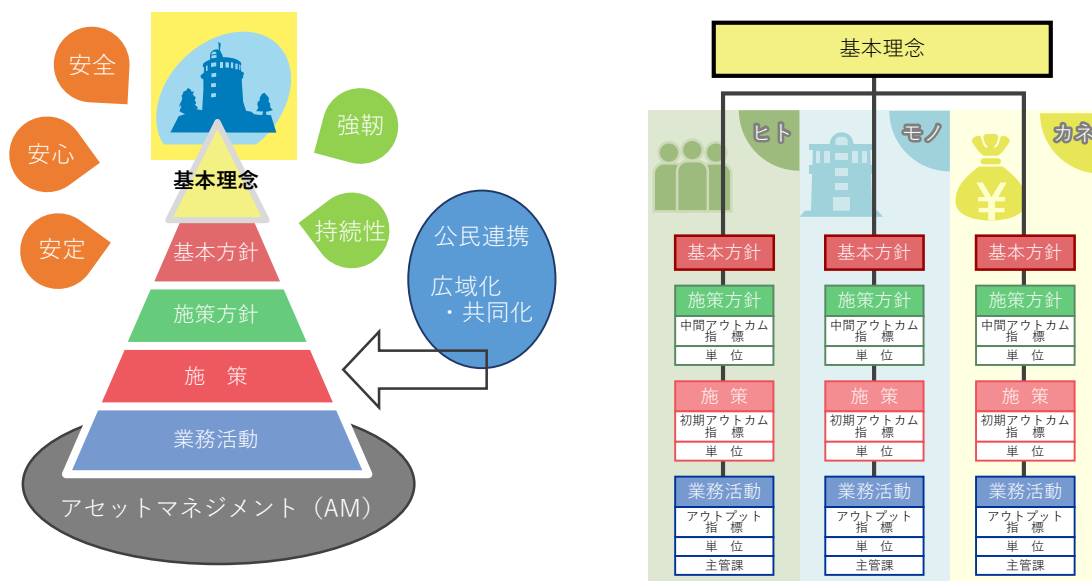 安全
安心
安定
強靭
持続性
基本理念
基本方針
施策方針
施　策
業務活動
アセットマネジメント（AM）
公民連携
広域化
・共同化
基本理念
ヒト
基本方針
施策方針
中間アウトカム
指　標
単　位
施　策
初期アウトカム
指　標
単　位
業務活動
アウトプット
指　標
単　位
主管課
モノ
基本方針
施策方針
中間アウトカム
指　標
単　位
施　策
初期アウトカム
指　標
単　位
業務活動
アウトプット
指　標
単　位
主管課
カネ
¥
基本方針
施策方針
中間アウトカム
指　標
単　位
施　策
初期アウトカム
指　標
単　位
業務活動
アウトプット
指　標
単　位
主管課